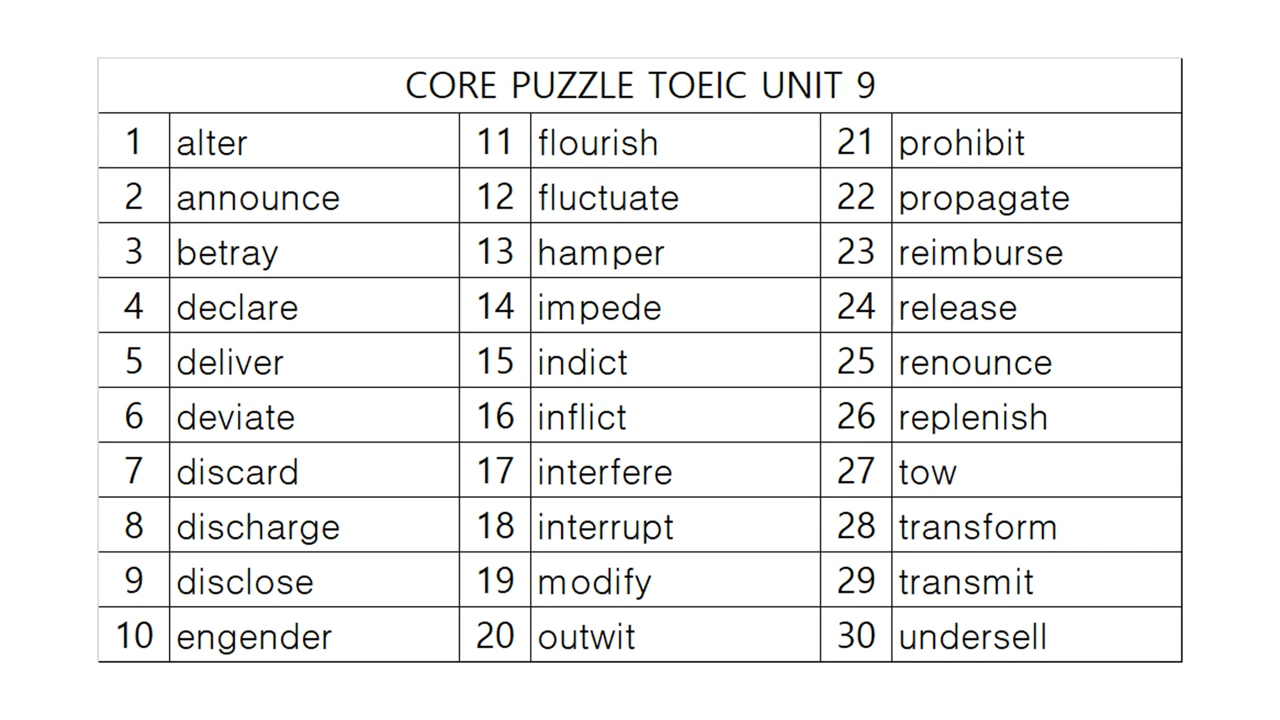 CORE PUZZLE TOEIC UNIT 9
1 alter 11 flourish 21 prohibit
2 announce 12 fluctuate 22 propagate
3 betray 13 hamper 23 reimburse
4 declare 14 impede 24 release
5 deliver 15 indict 25 renounce
6 deviate 16 inflict 26 replenish
7 discard 17 interfere 27 tow
8 discharge 18 interrupt 28 transform
9 disclose 19 modify 29 transmit
10 engender 20 outwit 30 undersell